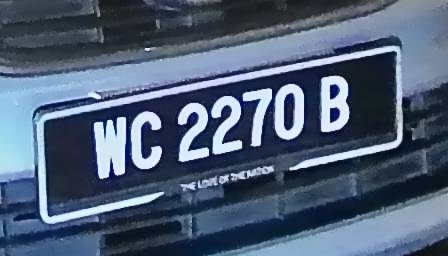 WC 2270 B
THE LOVE OF THE NATION